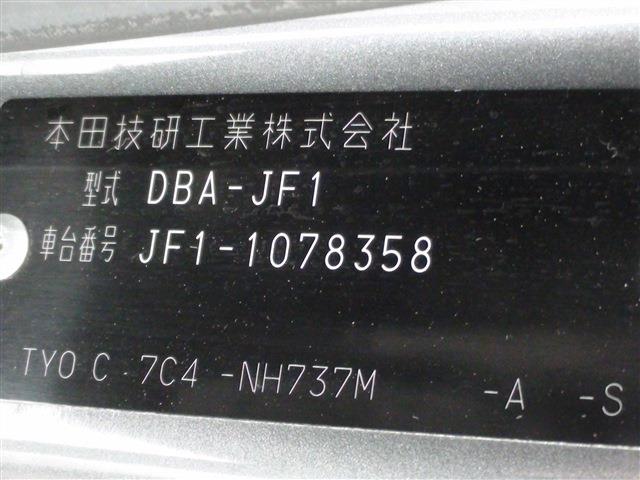 本田技研工業株式会社
型式 DBA-JF1
車台番号 JF1-1078358
TYO C 7C4 -NH737M -A -S